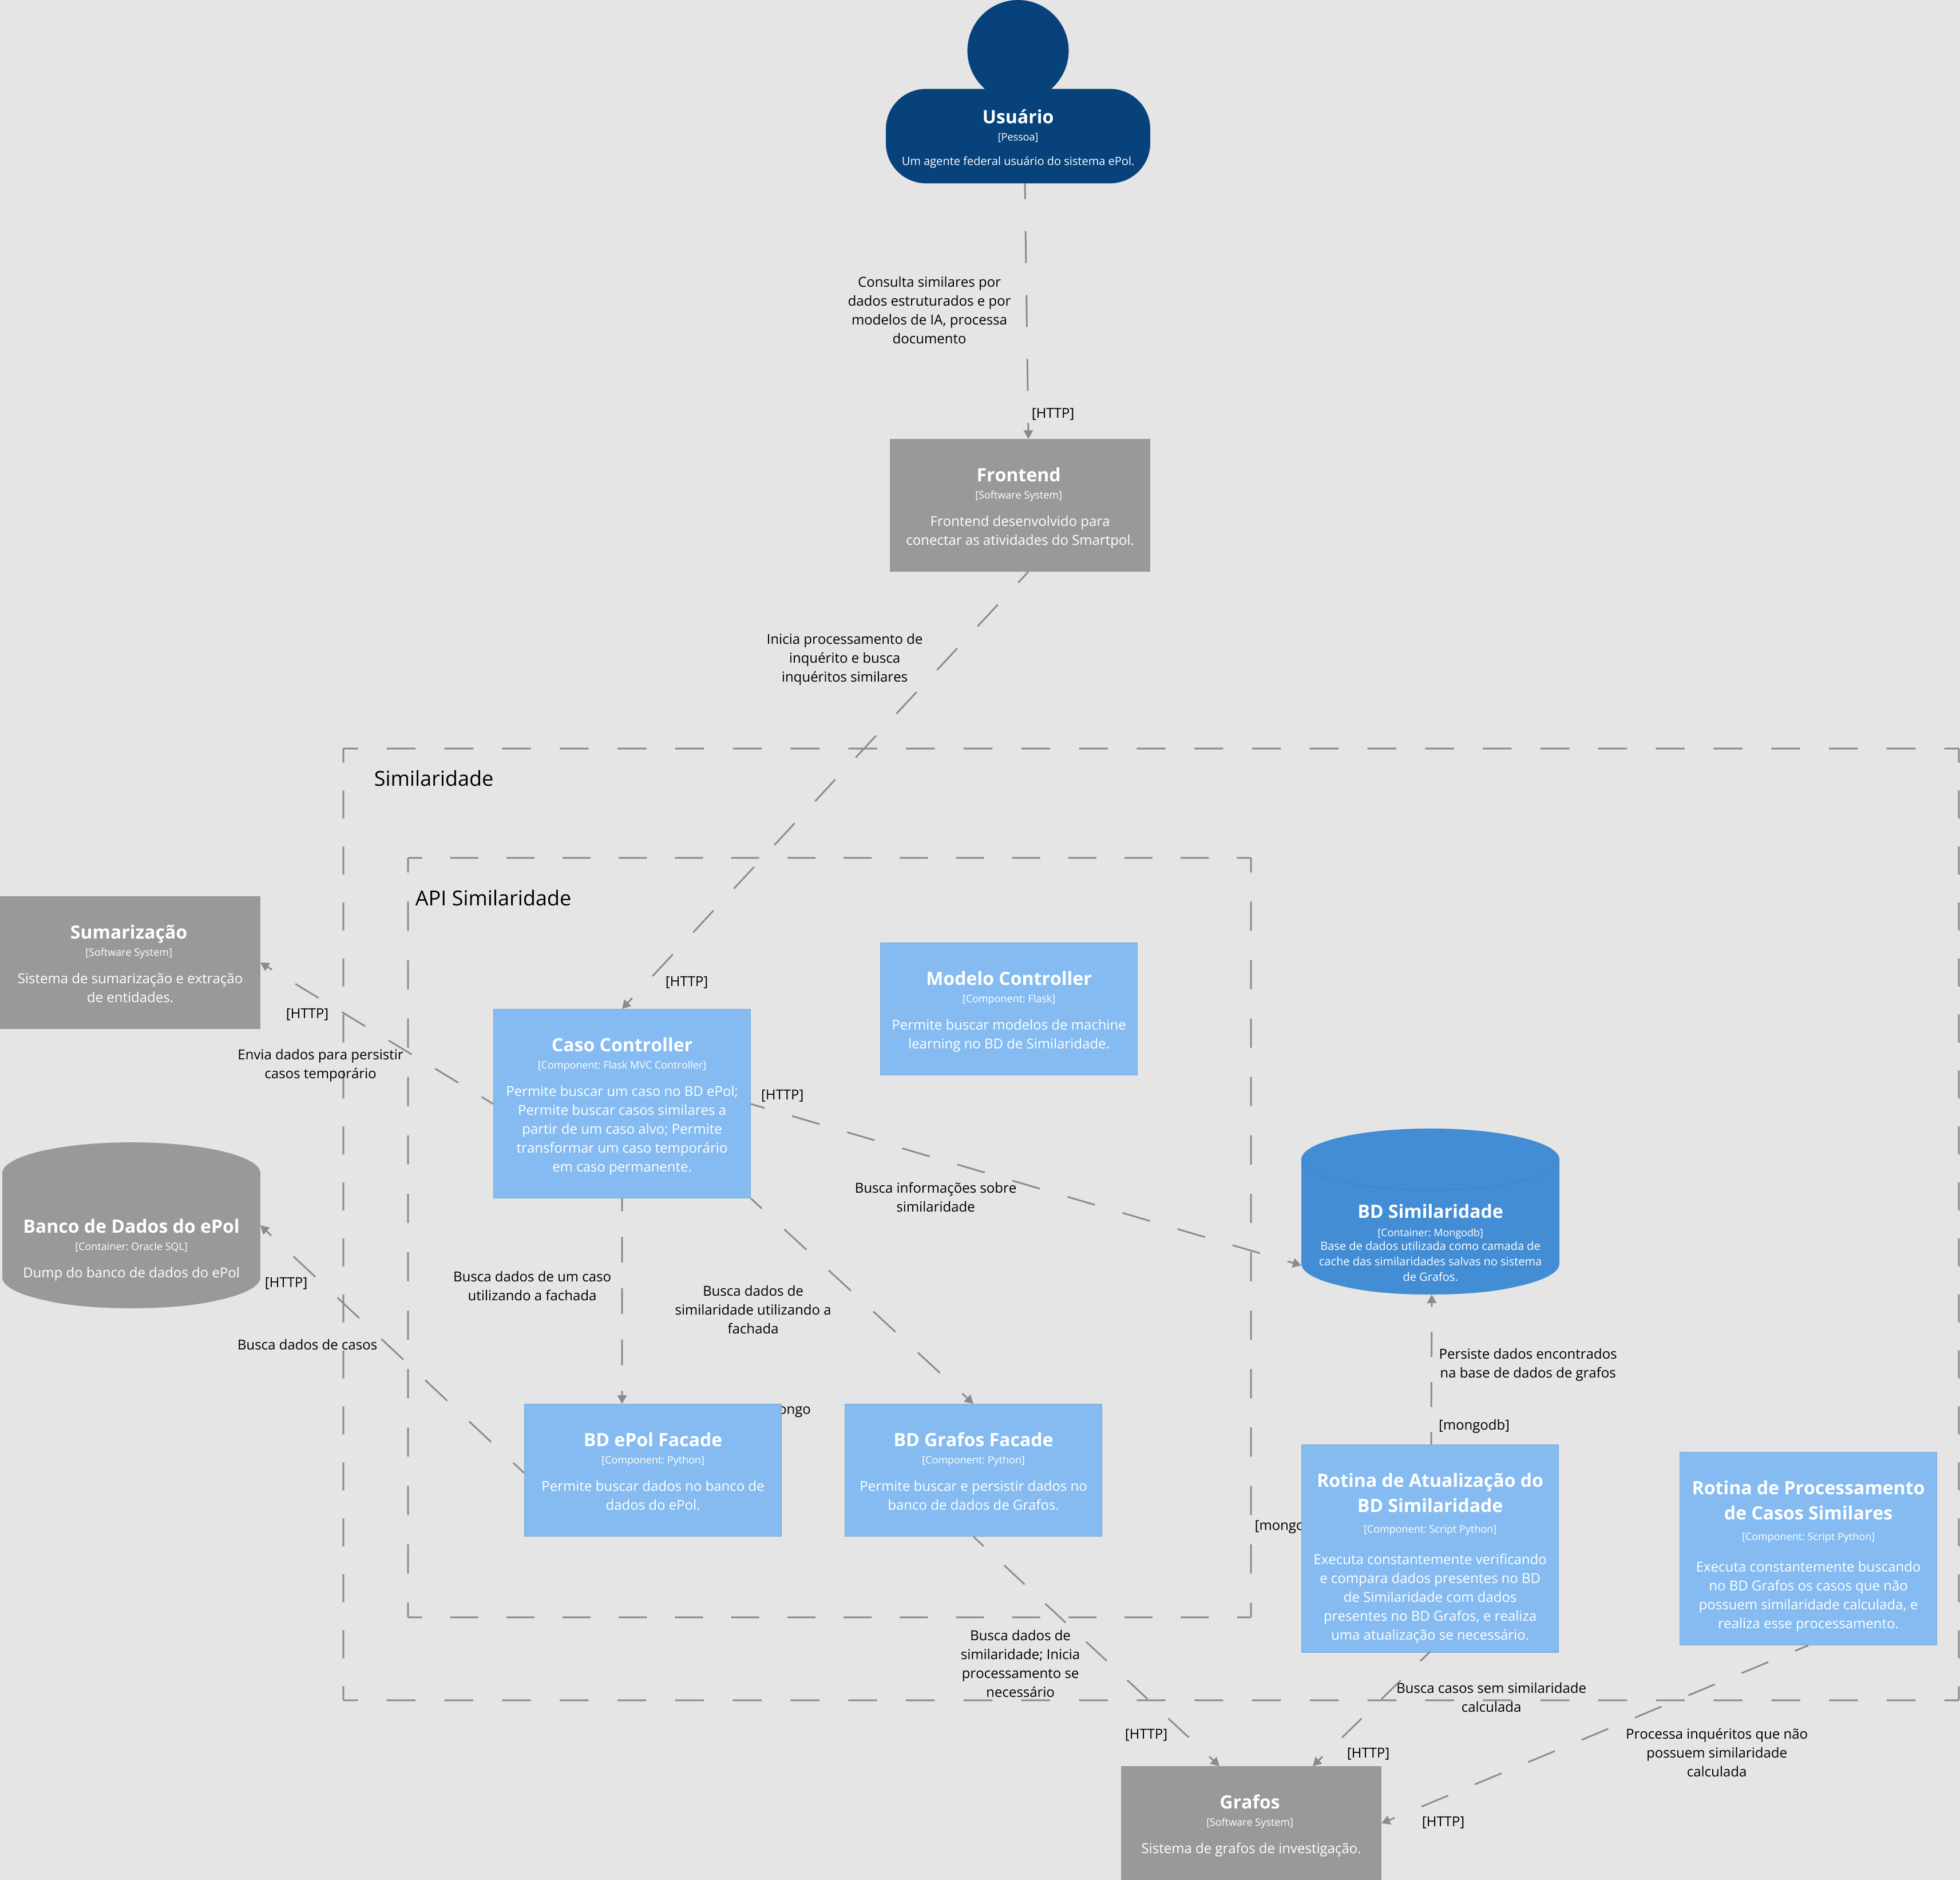 Usuário
[Pessoa]
Um agente federal usuário do sistema ePol.
Consulta similares por
dados estruturados e por
modelos de IA, processa
documento
[HTTP]
Frontend
[Software System]
Frontend desenvolvido para
conectar as atividades do Smartpol.
Inicia processamento de
inquérito e busca
inquéritos similares
Similaridade
API Similaridade
[HTTP]
Sumarização
[Software System]
Sistema de sumarização e extração
de entidades.
[HTTP]
Envia dados para persistir
casos temporário
Modelo Controller
[Component: Flask]
Permite buscar modelos de machine
learning no BD de Similaridade.
Caso Controller
[Component: Flask MVC Controller]
Permite buscar um caso no BD ePol;
Permite buscar casos similares a
partir de um caso alvo; Permite
transformar um caso temporário
em caso permanente.
[HTTP]
Busca informações sobre
similaridade
Banco de Dados do ePol
[Container: Oracle SQL]
Dump do banco de dados do ePol
[HTTP]
Busca dados de casos
BD Similaridade
[Container: Mongodb]
Base de dados utilizada como camada de
cache das similaridades salvas no sistema
de Grafos.
Busca dados de um caso
utilizando a fachada
Busca dados de
similaridade utilizando a
fachada
Persiste dados encontrados
na base de dados de grafos
[mongodb]
ongo
BD ePol Facade
[Component: Python]
Permite buscar dados no banco de
dados do ePol.
BD Grafos Facade
[Component: Python]
Permite buscar e persistir dados no
banco de dados de Grafos.
[mongo
Rotina de Atualização do
BD Similaridade
[Component: Script Python]
Executa constantemente verificando
e compara dados presentes no BD
de Similaridade com dados
presentes no BD Grafos, e realiza
uma atualização se necessário.
Rotina de Processamento
de Casos Similares
[Component: Script Python]
Executa constantemente buscando
no BD Grafos os casos que não
possuem similaridade calculada, e
realiza esse processamento.
Busca dados de
similaridade; Inicia
processamento se
necessário
[HTTP]
Busca casos sem similaridade
calculada
[HTTP]
Processa inquéritos que não
possuem similaridade
calculada
[HTTP]
Grafos
[Software System]
Sistema de grafos de investigação.